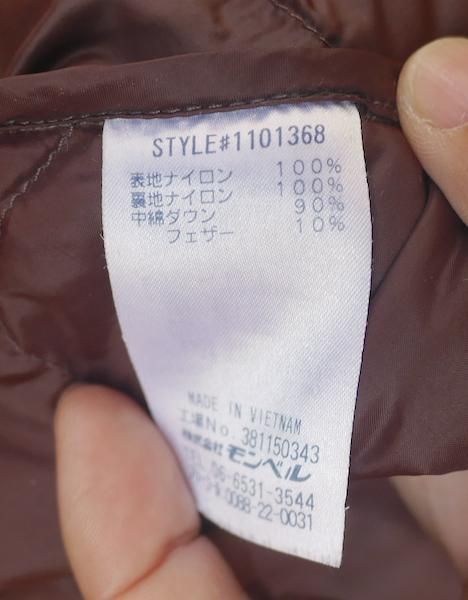 STYLE#1101368
表地ナイロン 100%
裏地ナイロン 100%
中綿ダウン 90%
フェザー 10%
MADE IN VIETNAM
工場No. 381150343
株式会社 モンベル
TEL 06-6531-3544
0088-22-0031